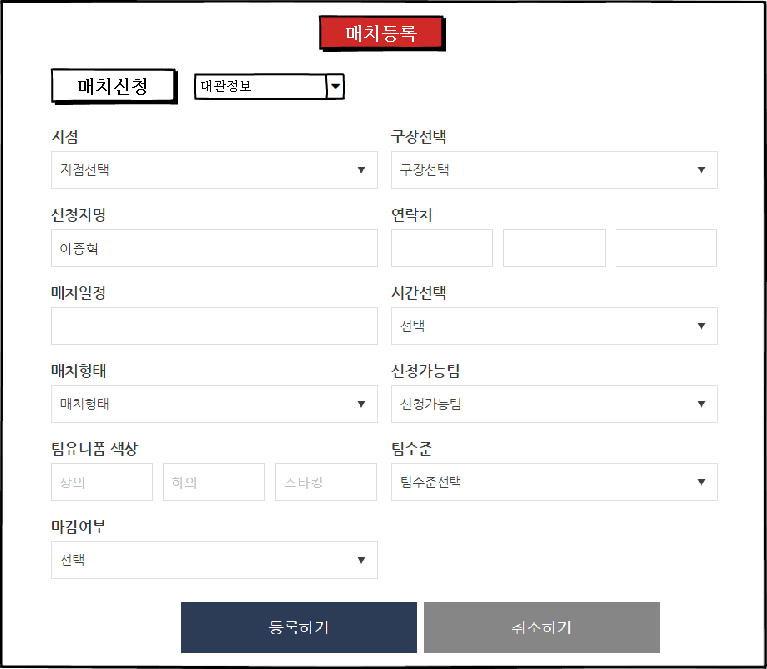 매치등록
매치신청
대관정보
지점
구장선택
지점선택
구장선택
신청자명
연락처
이종혁
매치일정
시간선택
선택
매치형태
신청가능팀
매치형태
신청가능팀
팀유니폼 색상
팀수준
상의
하의
스타킹
팀수준선택
마감여부
선택
등록하기
취소하기